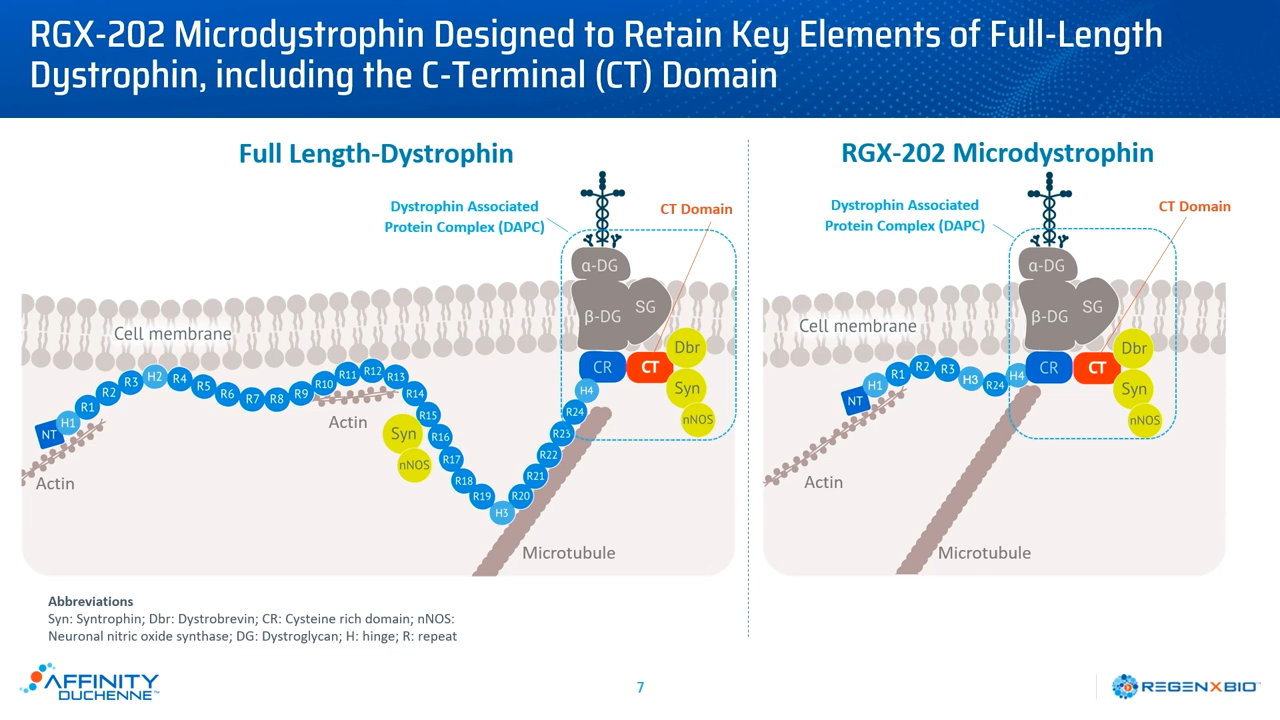 RGX-202 Microdystrophin Designed to Retain Key Elements of Full-Length
Dystrophin, including the C-Terminal (CT) Domain
Full Length-Dystrophin
Dystrophin Associated
Protein Complex (DAPC)
CT Domain
α-DG
β-DG
SG
Cell membrane
CR
CT
Dbr
Syn
nNOS
NT
H1
R1
R2
R3
H2
R4
R5
R6
R7
R8
R9
R10
R11
R12
R13
R14
R15
R16
R17
R18
R19
H3
R20
R21
R22
R23
R24
H4
Actin
Actin
Syn
nNOS
Microtubule
RGX-202 Microdystrophin
Dystrophin Associated
Protein Complex (DAPC)
CT Domain
α-DG
β-DG
SG
Cell membrane
CR
CT
Dbr
Syn
nNOS
NT
H1
R1
R2
R3
H3
R24
H4
Actin
Microtubule
Abbreviations
Syn: Syntrophin; Dbr: Dystrobrevin; CR: Cysteine rich domain; nNOS:
Neuronal nitric oxide synthase; DG: Dystroglycan; H: hinge; R: repeat
AFFINITY
DUCHENNE™
7
REGENXBIO